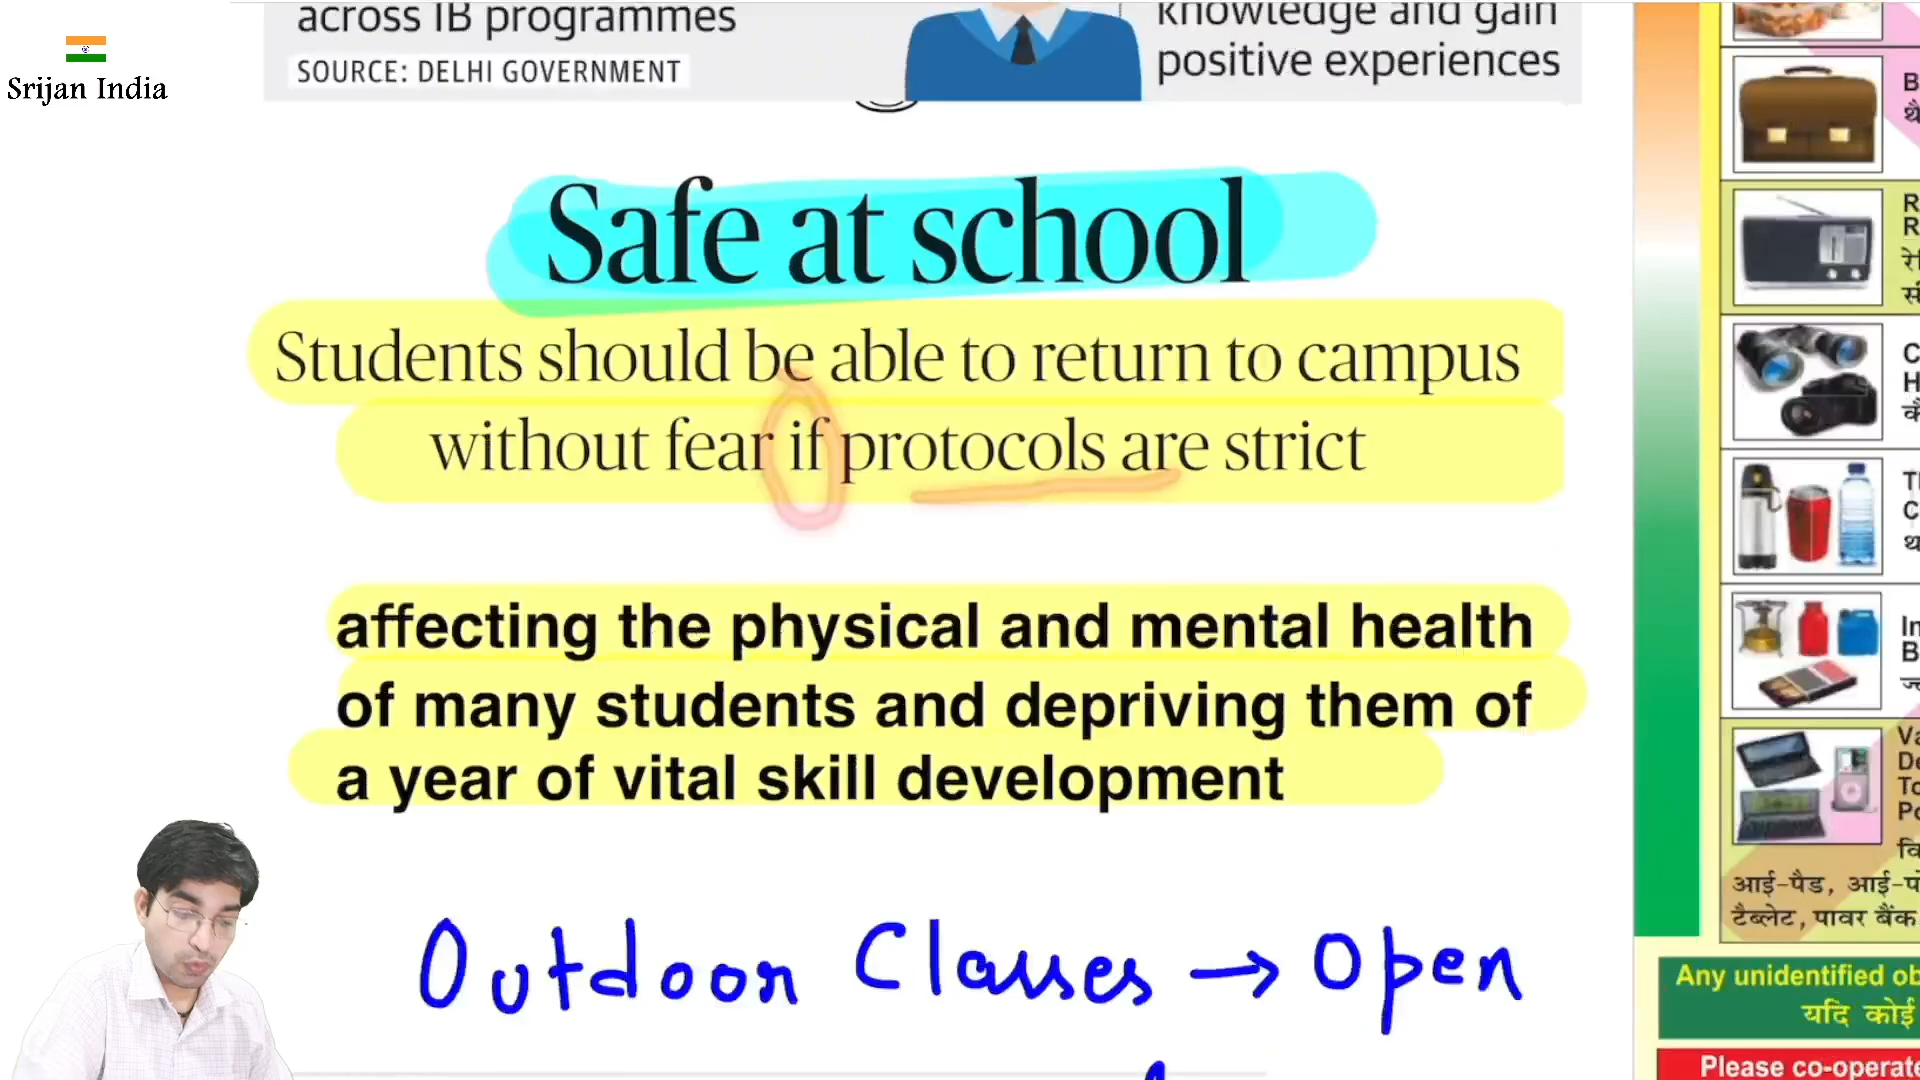 across IB programmes
SOURCE: DELHI GOVERNMENT
knowledge and gain
positive experiences
Srijan India
Safe at school
Students should be able to return to campus
without fear if protocols are strict
affecting the physical and mental health
of many students and depriving them of
a year of vital skill development
Outdoor Classes → Open
आई-पैड, आई-प
टैब्लेट, पावर बैंक
Any unidentified ob
यदि कोई
Please co-operate